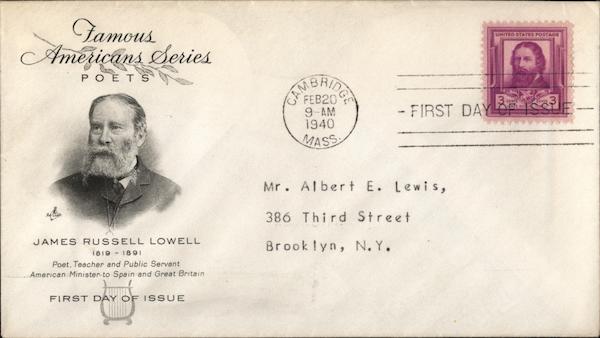 Famous
Americans Series
POETS
JAMES RUSSELL LOWELL
1819 - 1891
Poet, Teacher and Public Servant
American Minister to Spain and Great Britain
FIRST DAY OF ISSUE
CAMBRIDGE
FEB 20
9-AM
1940
MASS.
UNITED STATES POSTAGE
3 3
FIRST DAY OF ISSUE
Mr. Albert E. Lewis,
386 Third Street
Brooklyn, N.Y.